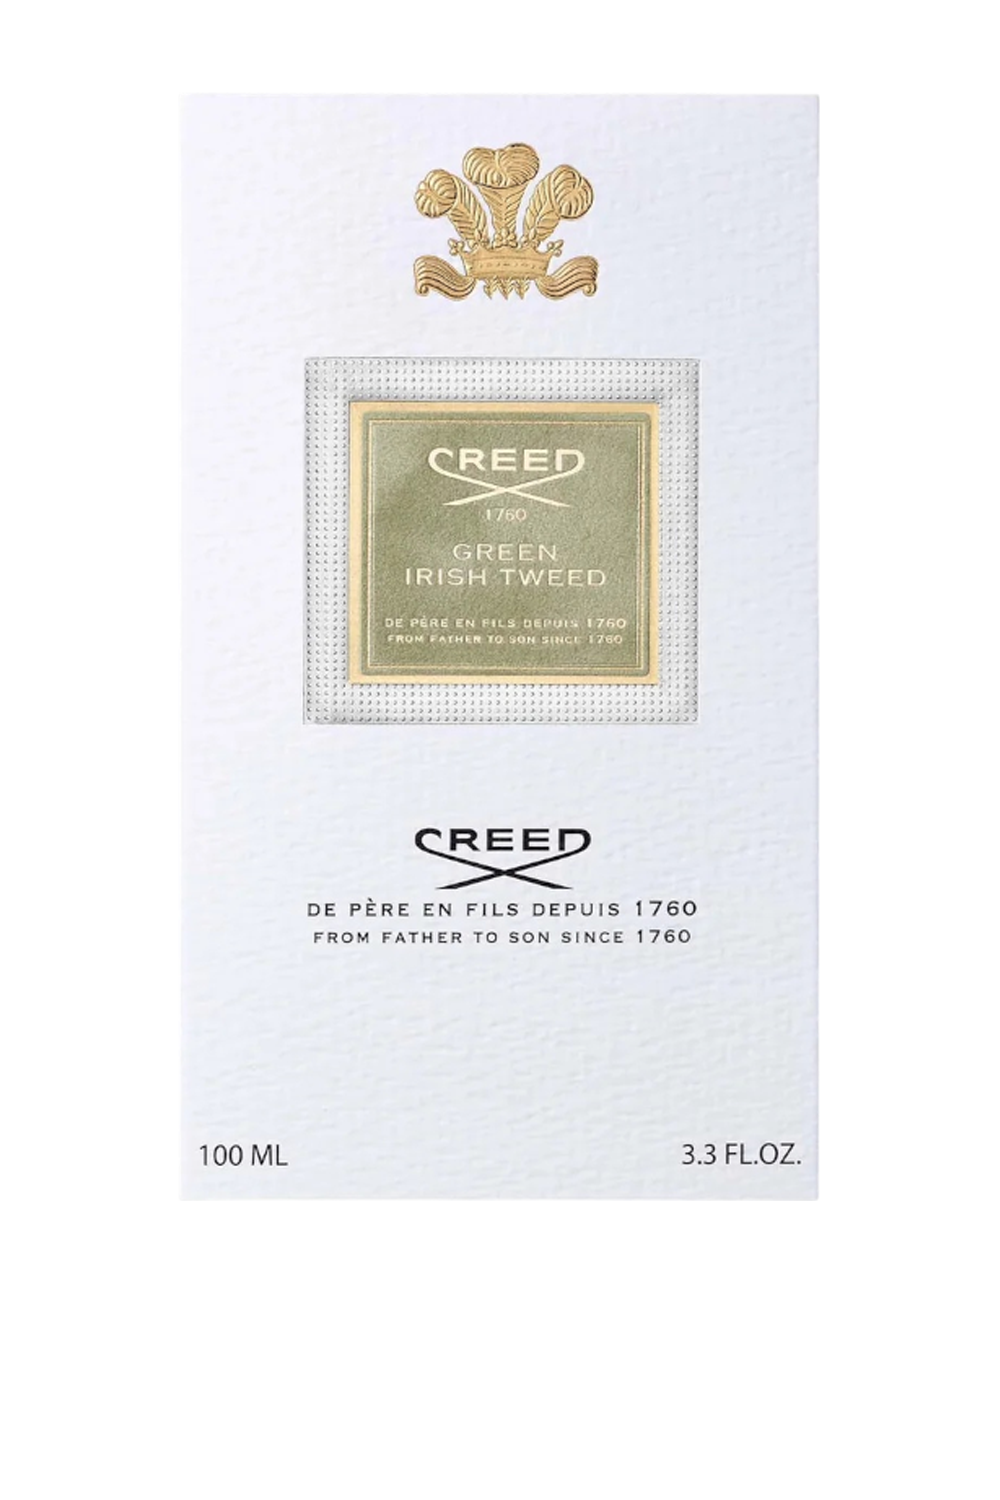 CREED
1760
GREEN
IRISH TWEED
DE PÈRE EN FILS DEPUIS 1760
FROM FATHER TO SON SINCE 1760
CREED
DE PÈRE EN FILS DEPUIS 1760
FROM FATHER TO SON SINCE 1760
100 ML
3.3 FL.OZ.